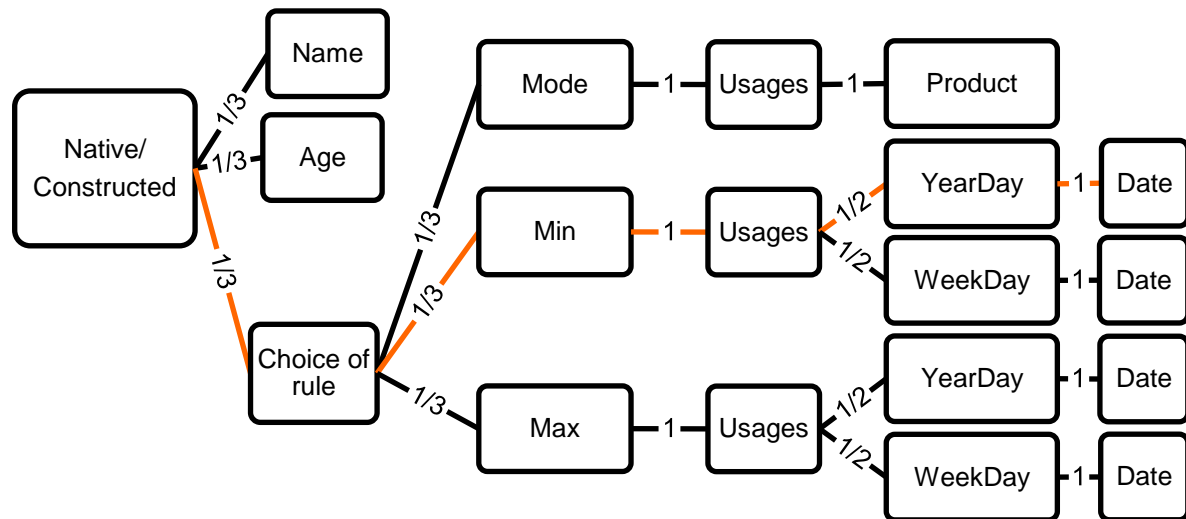 Name
1/3
Native/
Constructed
1/3
Age
1/3
Choice of
rule
1/3
Mode
1
Usages
1
Product
1/3
Min
1
Usages
1/2
YearDay
1
Date
1/2
WeekDay
1
Date
1/3
Max
1
Usages
1/2
YearDay
1
Date
1/2
WeekDay
1
Date